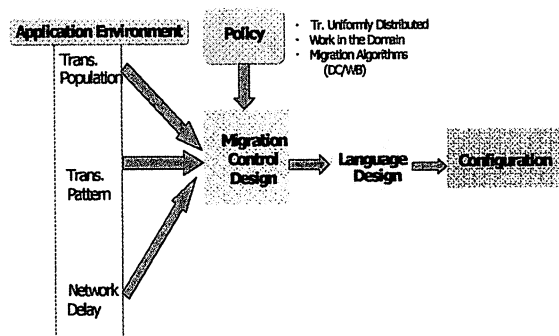 Application Environment
Trans.
Population
Trans.
Pattern
Network
Delay
Policy
• Tr. Uniformly Distributed
• Work in the Domain
• Migration Algorithms
(DC/WB)
Migration
Control
Design
Language
Design
Configuration